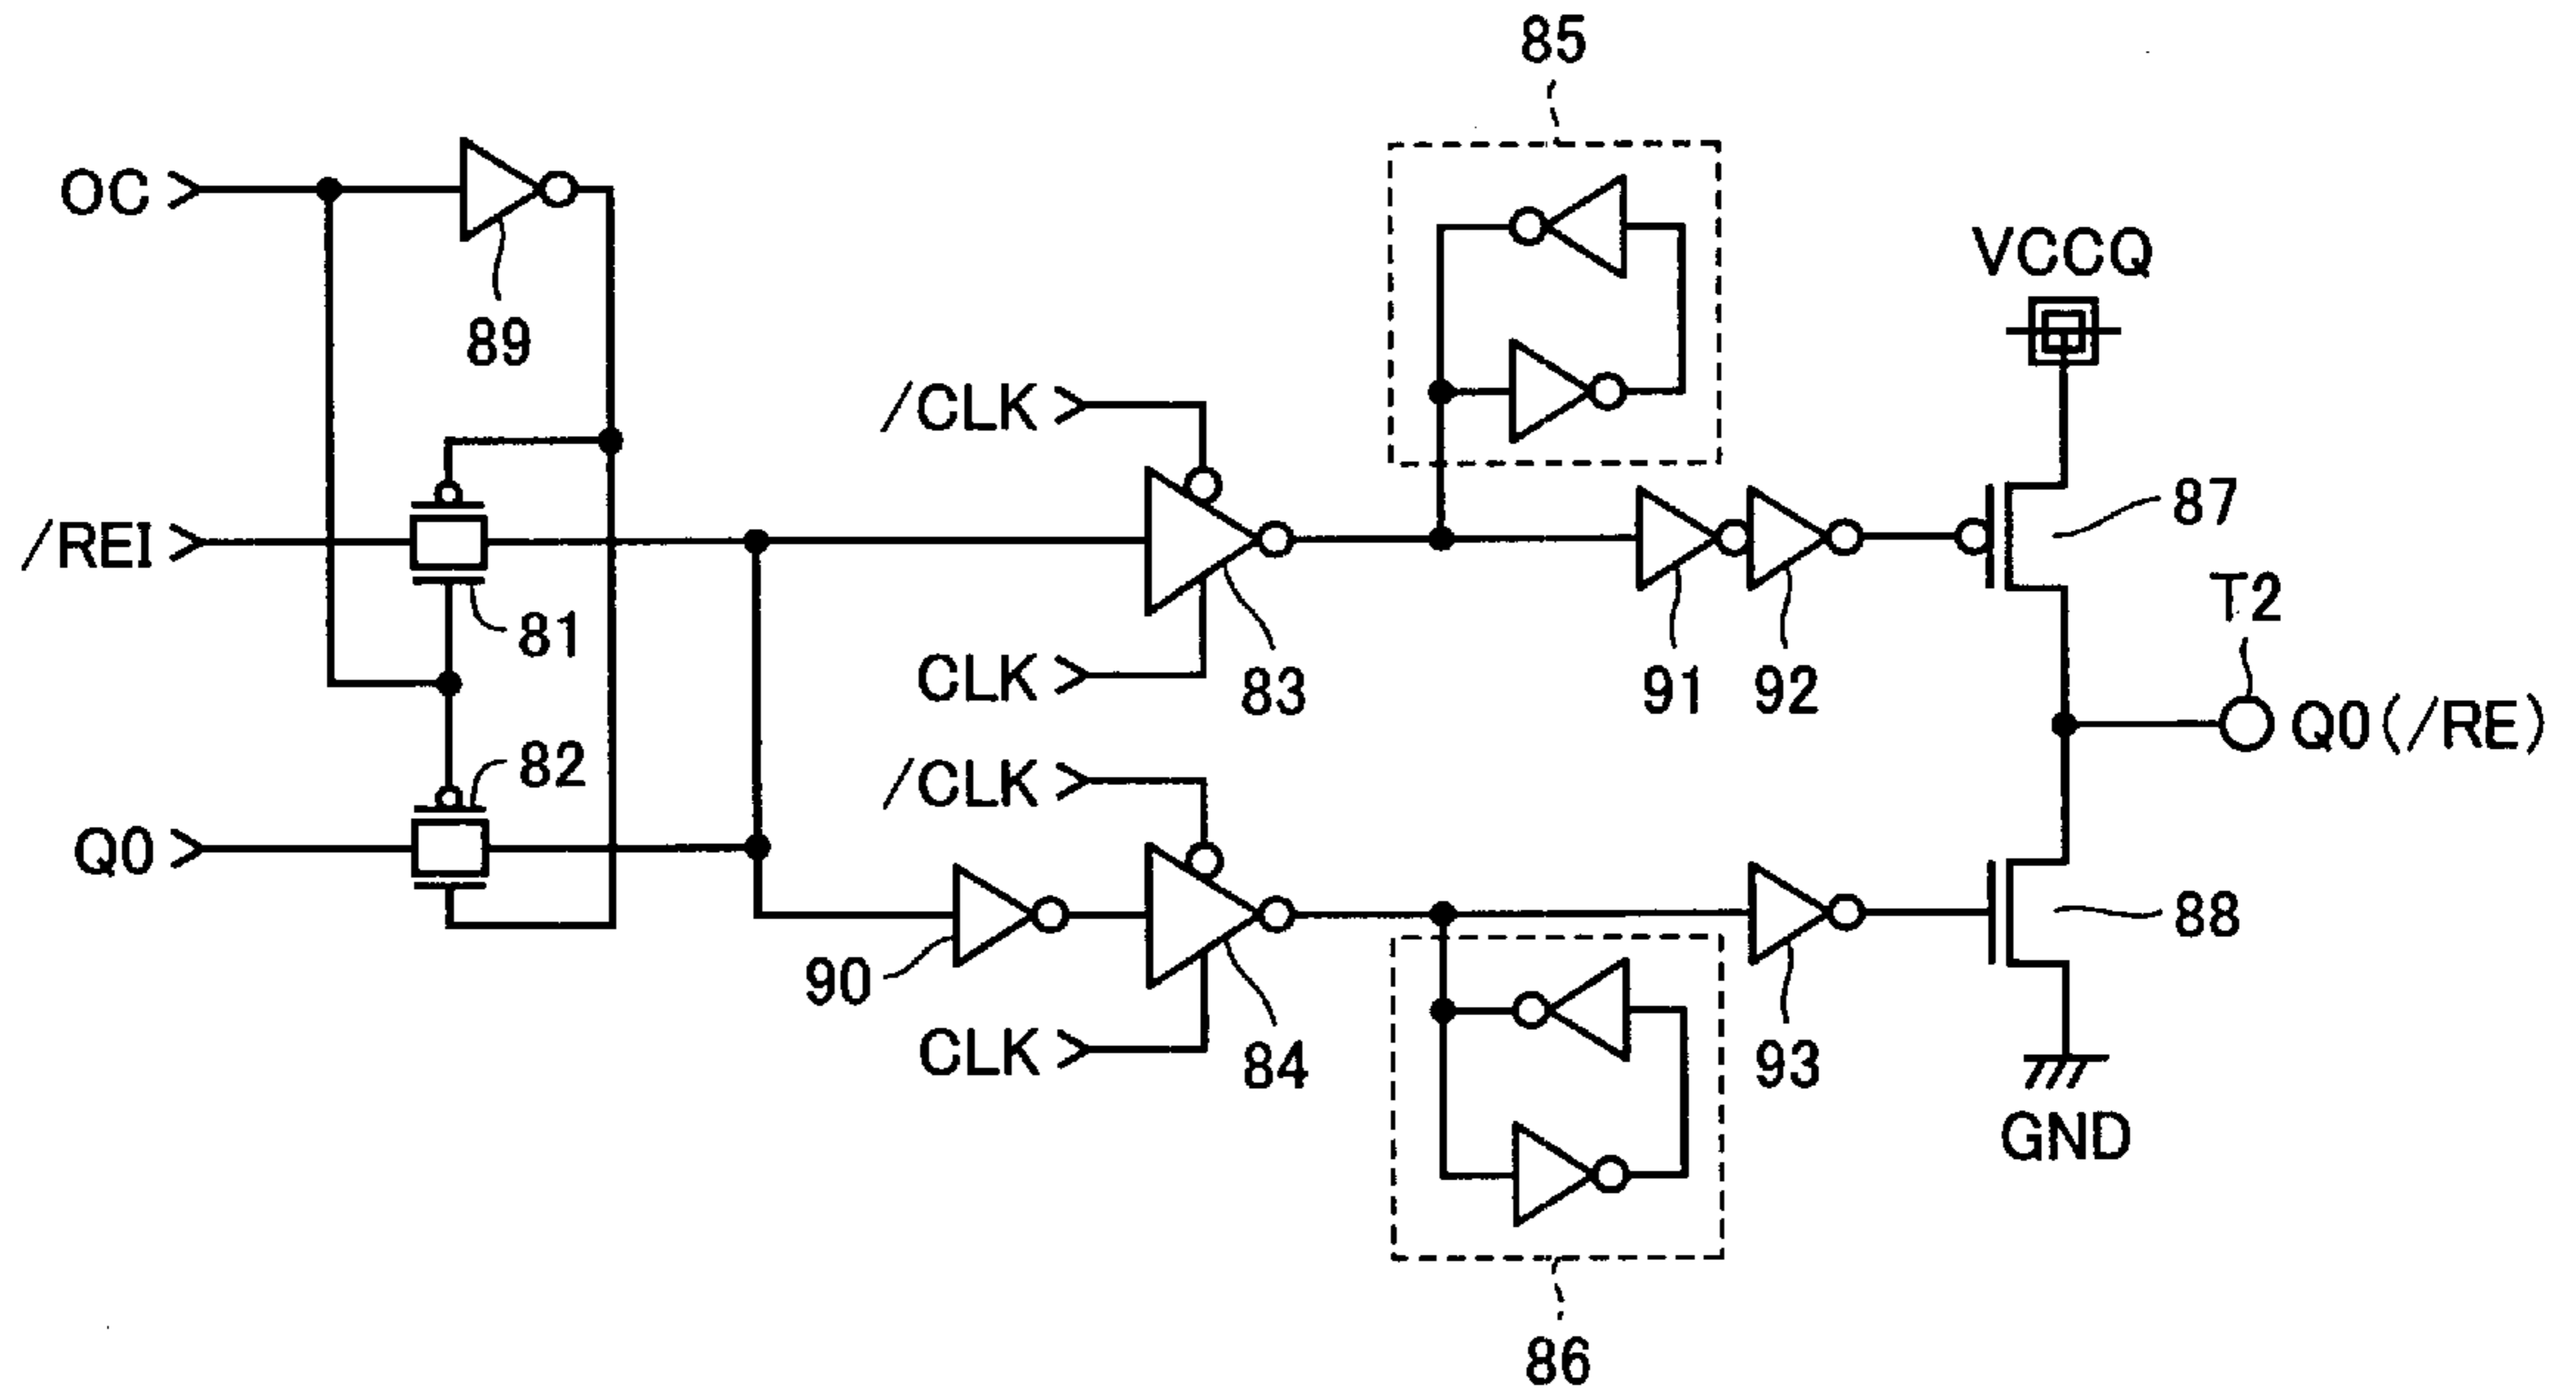 85
OC
89
VCCQ
/CLK
87
/REI
81
T2
CLK
83
91
92
Q0(/RE)
82
/CLK
Q0
90
88
CLK
84
93
GND
86